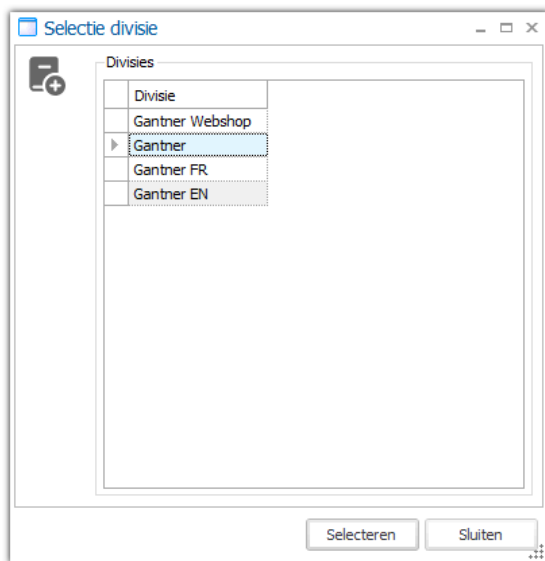 Selectie divisie
Divisies
Divisie
Gantner Webshop
Gantner
Gantner FR
Gantner EN
Selecteren
Sluiten